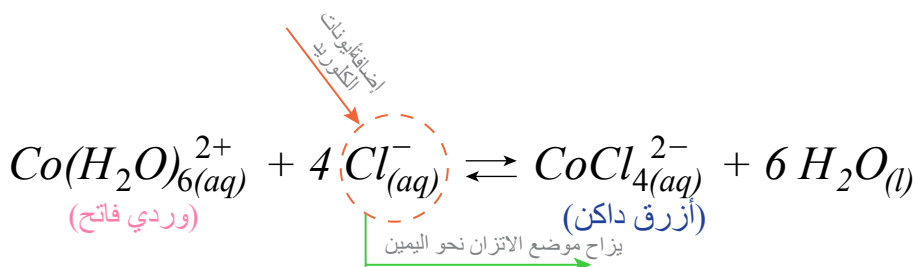 إضافة أيونات
الكلوريد
Co(H₂O)₆₍aq₎²⁺ + 4 Cl⁻₍aq₎ ⇌ CoCl₄₍aq₎²⁻ + 6 H₂O₍l₎
(وردي فاتح) (أزرق داكن)
يزاح موضع الاتزان نحو اليمين